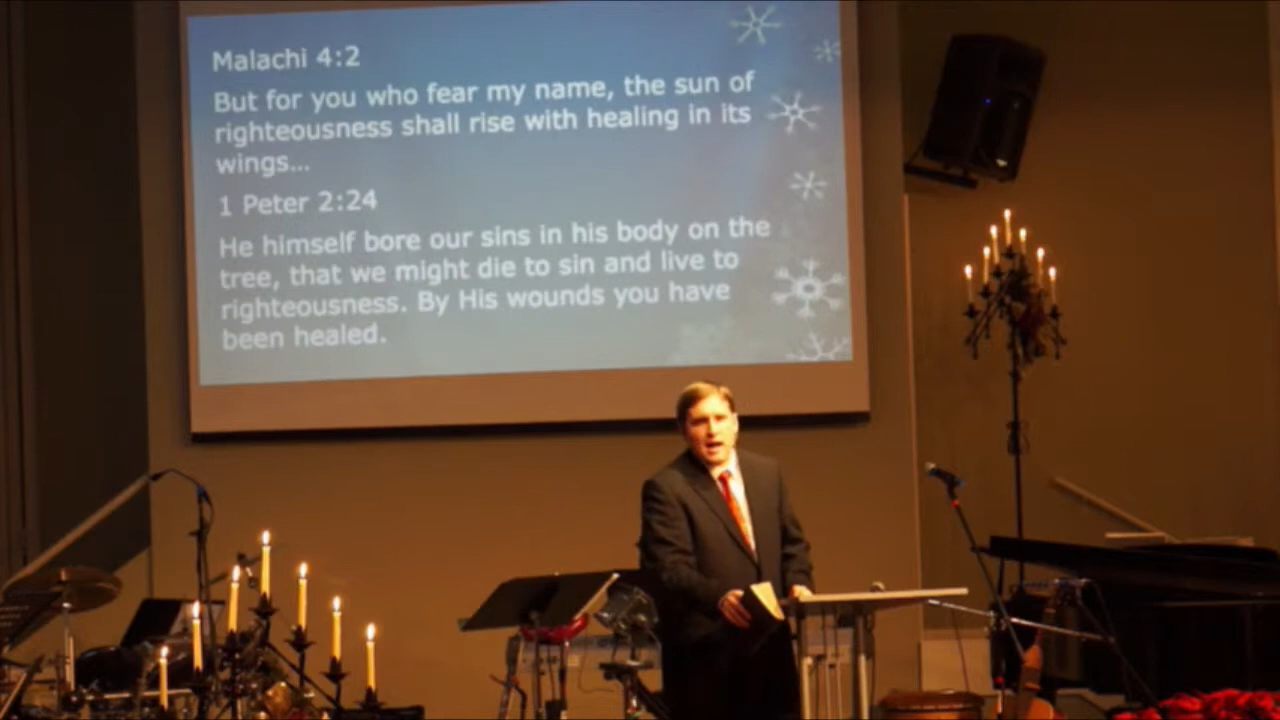 Malachi 4:2
But for you who fear my name, the sun of
righteousness shall rise with healing in its
wings...
1 Peter 2:24
He himself bore our sins in his body on the
tree, that we might die to sin and live to
righteousness. By His wounds you have
been healed.